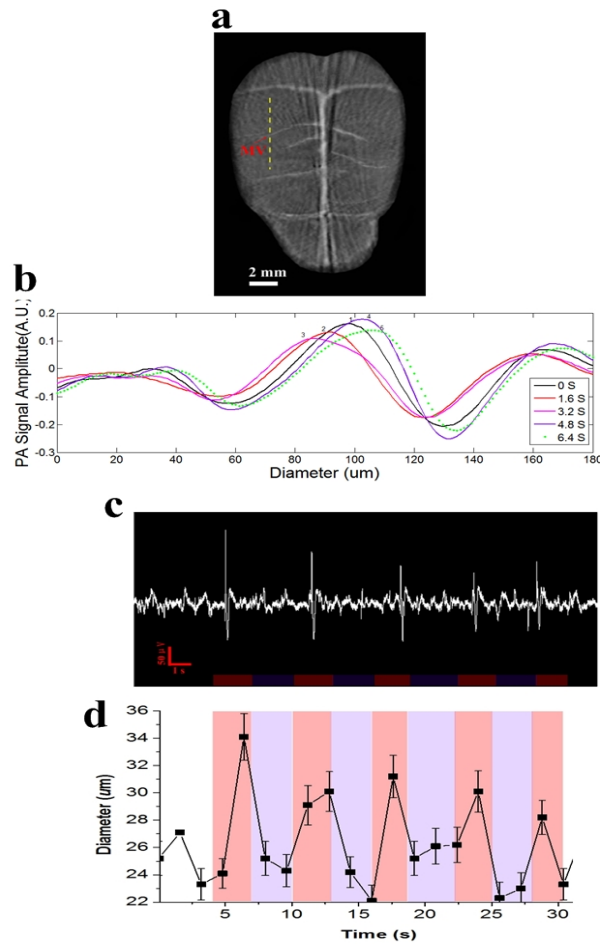 a
MV
2 mm
b
PA Signal Amplitute(A.U.)
0.2
0.1
0
-0.1
-0.2
-0.3
3 2 1 4 5
0 S
1.6 S
3.2 S
4.8 S
6.4 S
0 20 40 60 80 100 120 140 160 180
Diameter (um)
c
50 μV
1 s
d
Diameter (um)
36
34
32
30
28
26
24
22
5 10 15 20 25 30
Time (s)